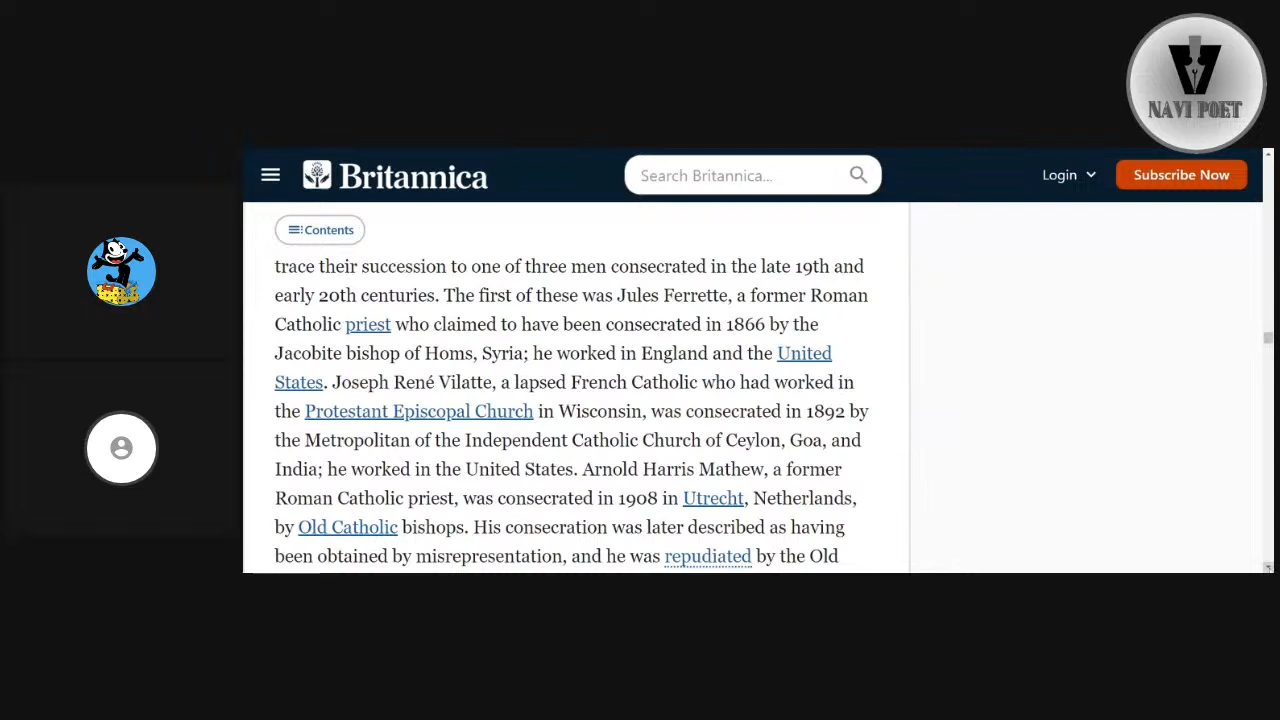 NAVI POET
Britannica
Search Britannica...
Login
Subscribe Now
Contents
trace their succession to one of three men consecrated in the late 19th and
early 20th centuries. The first of these was Jules Ferrette, a former Roman
Catholic priest who claimed to have been consecrated in 1866 by the
Jacobite bishop of Homs, Syria; he worked in England and the United
States. Joseph René Vilatte, a lapsed French Catholic who had worked in
the Protestant Episcopal Church in Wisconsin, was consecrated in 1892 by
the Metropolitan of the Independent Catholic Church of Ceylon, Goa, and
India; he worked in the United States. Arnold Harris Mathew, a former
Roman Catholic priest, was consecrated in 1908 in Utrecht, Netherlands,
by Old Catholic bishops. His consecration was later described as having
been obtained by misrepresentation, and he was repudiated by the Old